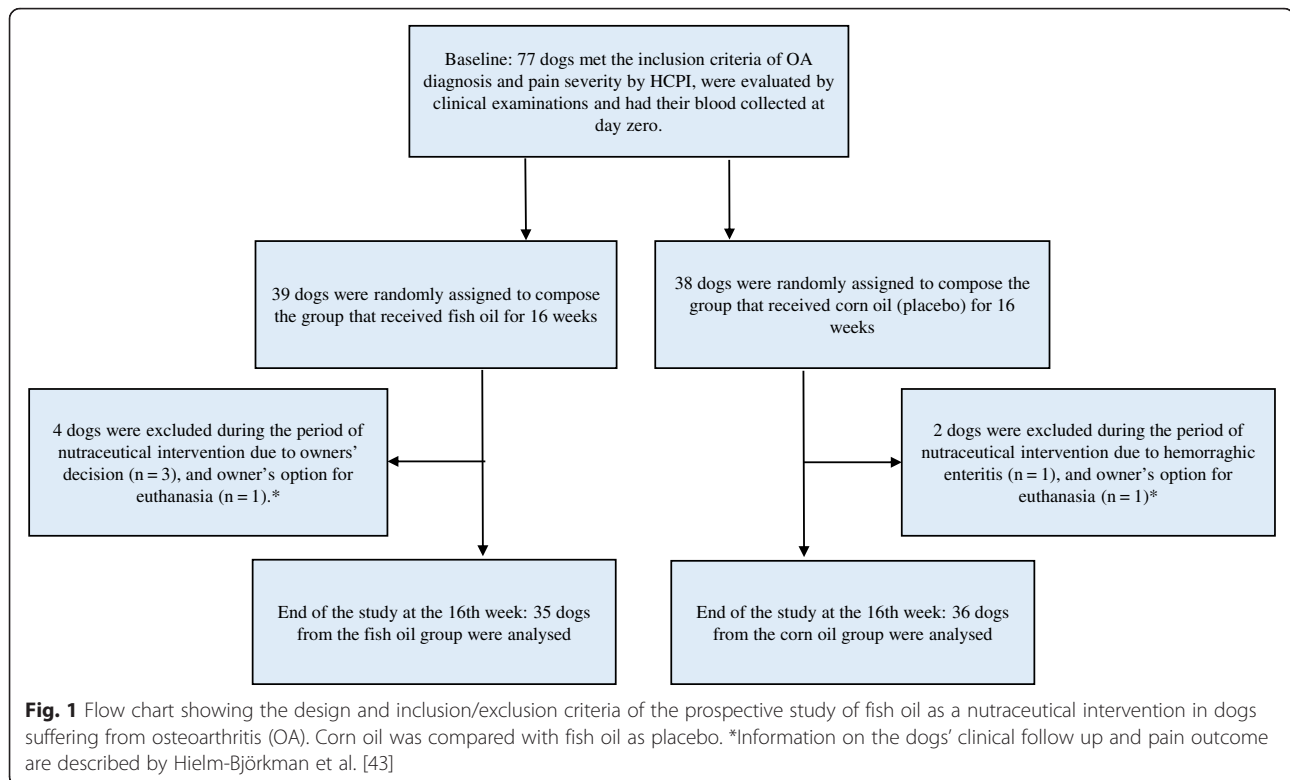 Baseline: 77 dogs met the inclusion criteria of OA
diagnosis and pain severity by HCPI, were evaluated by
clinical examinations and had their blood collected at
day zero.
39 dogs were randomly assigned to compose
the group that received fish oil for 16 weeks
38 dogs were randomly assigned to compose the
group that received corn oil (placebo) for 16
weeks
4 dogs were excluded during the period of
nutraceutical intervention due to owners’
decision (n = 3), and owner’s option for
euthanasia (n = 1).*
2 dogs were excluded during the period of
nutraceutical intervention due to hemorraghic
enteritis (n = 1), and owner’s option for
euthanasia (n = 1)*
End of the study at the 16th week: 35 dogs
from the fish oil group were analysed
End of the study at the 16th week: 36 dogs
from the corn oil group were analysed
Fig. 1 Flow chart showing the design and inclusion/exclusion criteria of the prospective study of fish oil as a nutraceutical intervention in dogs
suffering from osteoarthritis (OA). Corn oil was compared with fish oil as placebo. *Information on the dogs’ clinical follow up and pain outcome
are described by Hielm-Björkman et al. [43]